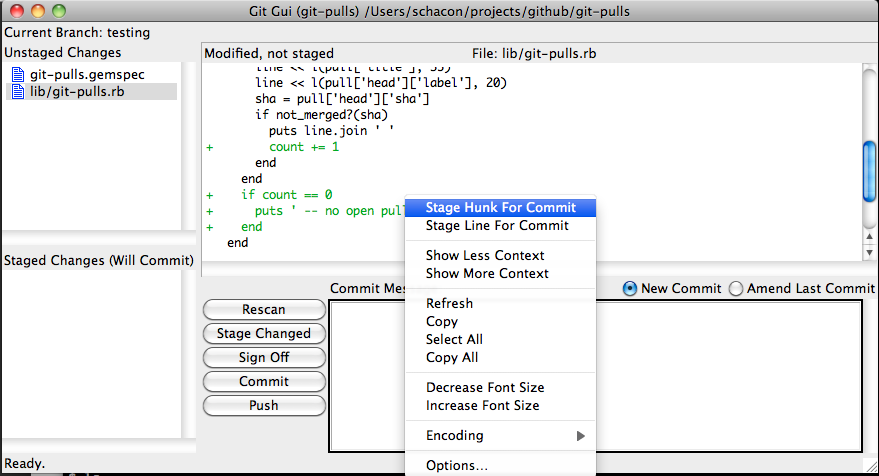 Git Gui (git-pulls) /Users/schacon/projects/github/git-pulls
Current Branch: testing
Unstaged Changes
git-pulls.gemspec
lib/git-pulls.rb
Staged Changes (Will Commit)
Modified, not staged File: lib/git-pulls.rb
line << l(pull['title'], 35)
line << l(pull['head']['label'], 20)
sha = pull['head']['sha']
if not_merged?(sha)
puts line.join ' '
+ count += 1
end
end
+ if count == 0
+ puts ' -- no open pull
+ end
end
Stage Hunk For Commit
Stage Line For Commit
Show Less Context
Show More Context
Refresh
Copy
Select All
Copy All
Decrease Font Size
Increase Font Size
Encoding
Options...
Commit Mes
New Commit Amend Last Commit
Rescan
Stage Changed
Sign Off
Commit
Push
Ready.